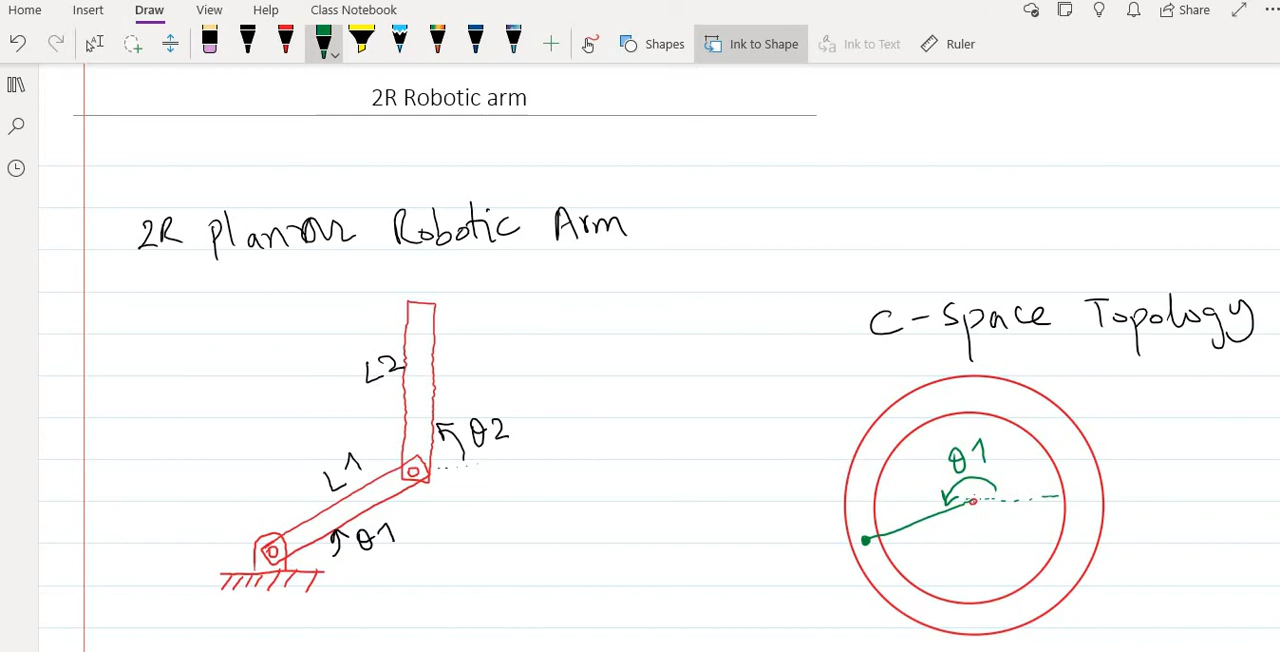 Home Insert Draw View Help Class Notebook Share
Shapes Ink to Shape Ink to Text Ruler
2R Robotic arm
2R planar Robotic Arm
C-Space Topology
L2
θ2
L1
θ1
θ1